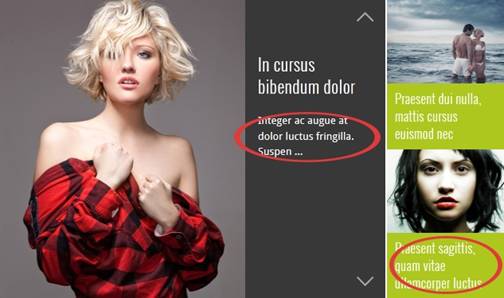 In cursus
bibendum dolor
Integer ac augue at
dolor luctus fringilla.
Suspen ...
Praesent dui nulla,
mattis cursus
euismod nec
Praesent sagittis,
quam vitae
ullamcorper luctus